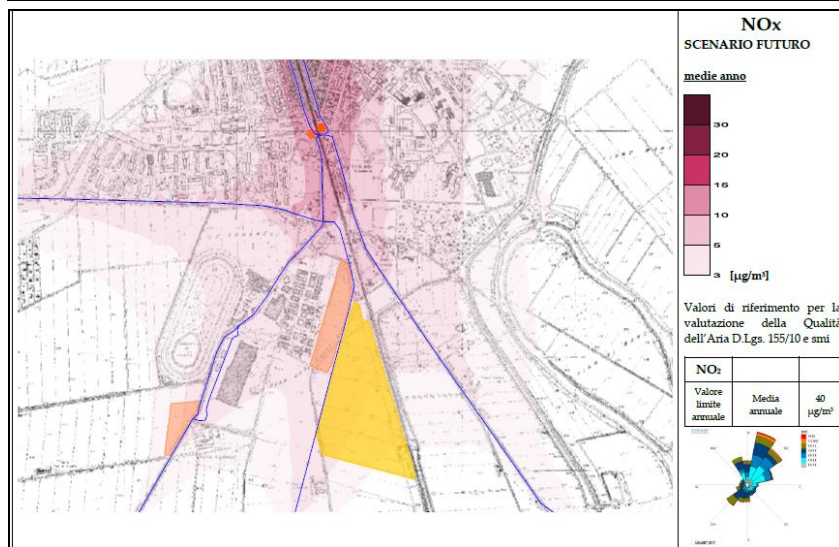 NOx
SCENARIO FUTURO
medie anno
30
20
15
10
5
3 [µg/m³]
Valori di riferimento per la
valutazione della Qualità
dell'Aria D.Lgs. 155/10 e smi
NO₂
Valore
limite
annuale
Media
annuale
40
µg/m³